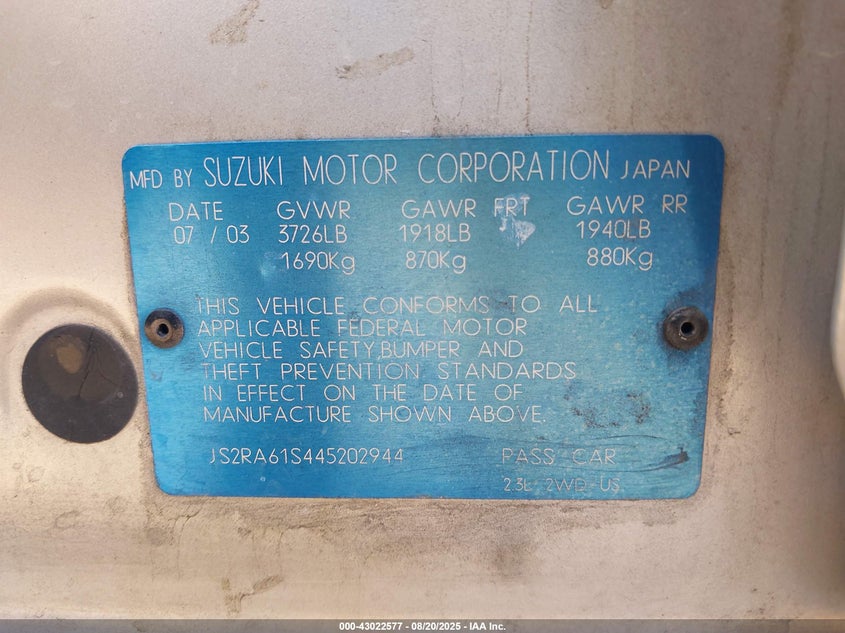 MFD BY SUZUKI MOTOR CORPORATION JAPAN
DATE GVWR GAWR FRT GAWR RR
07 / 03 3726LB 1918LB 1940LB
1690Kg 870Kg 880Kg
THIS VEHICLE CONFORMS TO ALL
APPLICABLE FEDERAL MOTOR
VEHICLE SAFETY,BUMPER AND
THEFT PREVENTION STANDARDS
IN EFFECT ON THE DATE OF
MANUFACTURE SHOWN ABOVE.
JS2RA61S445202944 PASS CAR
2.3L 2WD-US
000-43022577 - 08/20/2025 - IAA Inc.